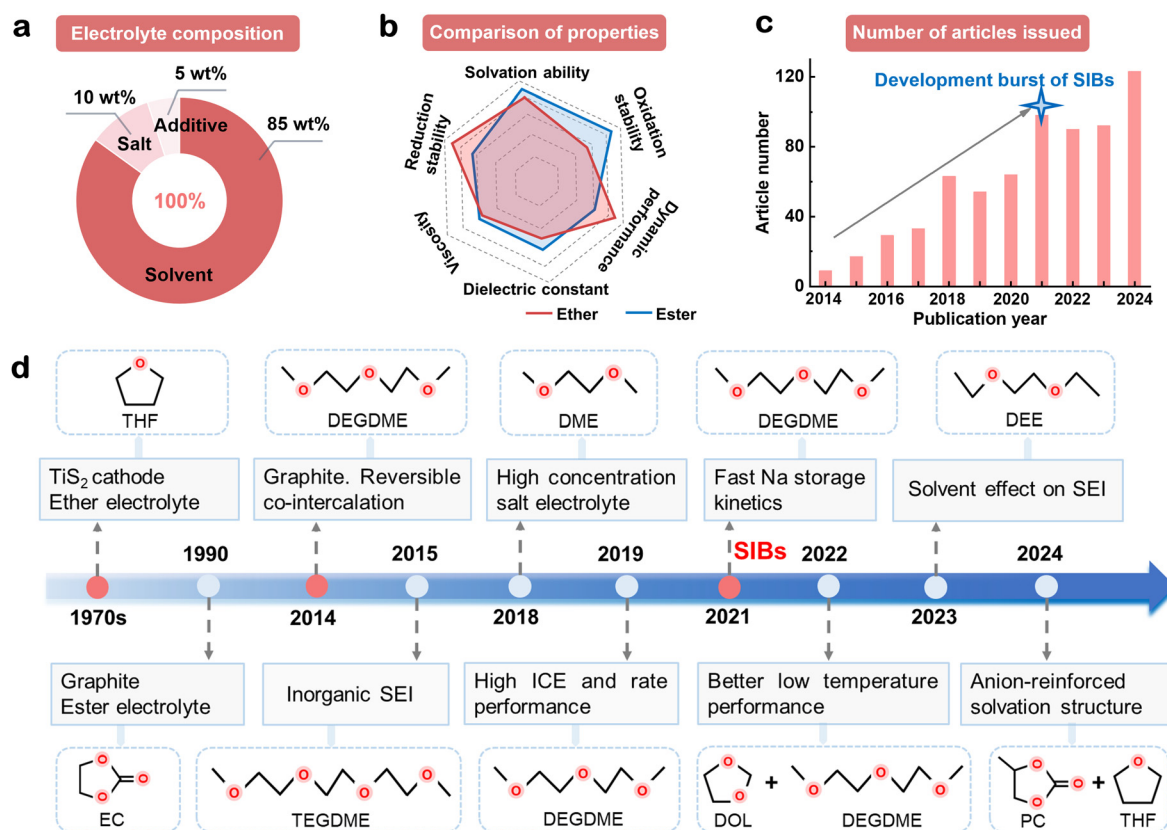 a
Electrolyte composition
5 wt%
10 wt%
Additive
85 wt%
Salt
100%
Solvent
b
Comparison of properties
Solvation ability
Oxidation
stability
Reduction
stability
Viscosity
Dynamic
performance
Dielectric constant
Ether
Ester
c
Number of articles issued
Development burst of SIBs
Article number
120
80
40
0
2014
2016
2018
2020
2022
2024
Publication year
d
O
THF
O
O
O
DEGDME
O
O
DME
O
O
O
DEGDME
O
O
DEE
TiS2 cathode
Ether electrolyte
Graphite. Reversible
co-intercalation
High concentration
salt electrolyte
Fast Na storage
kinetics
Solvent effect on SEI
1990
2015
2019
SIBs
2022
2024
1970s
2014
2018
2021
2023
Graphite
Ester electrolyte
Inorganic SEI
High ICE and rate
performance
Better low temperature
performance
Anion-reinforced
solvation structure
O
O
O
EC
O
O
O
O
TEGDME
O
O
O
DEGDME
O
O
DOL
+
O
O
O
DEGDME
O
O
O
PC
+
O
THF